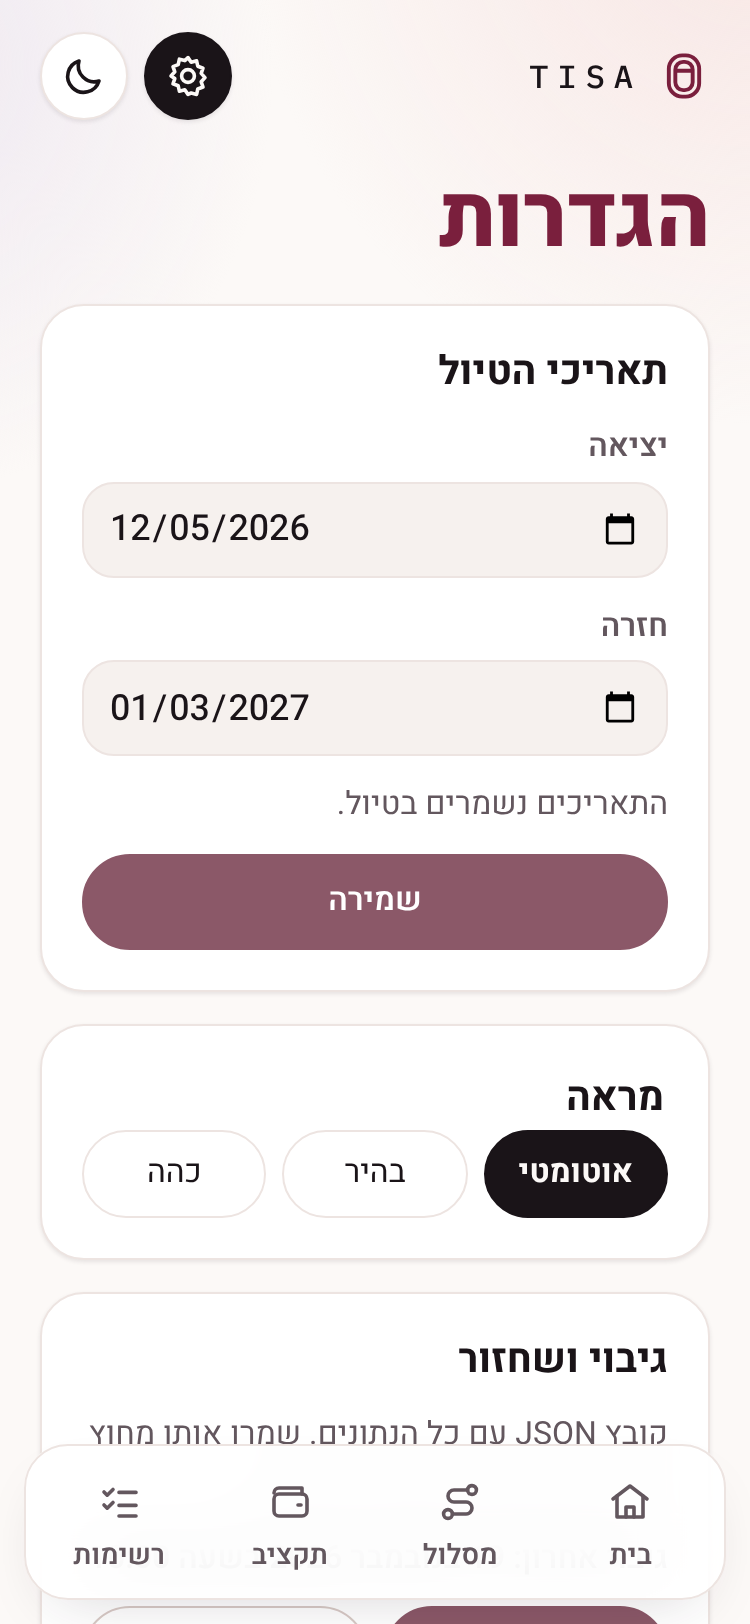 TISA
הגדרות
תאריכי הטיול
יציאה
12/05/2026
חזרה
01/03/2027
התאריכים נשמרים בטיול.
שמירה
מראה
אוטומטי
בהיר
כהה
גיבוי ושחזור
קובץ JSON עם כל הנתונים. שמרו אותו מחוץ
בית
מסלול
תקציב
רשימות